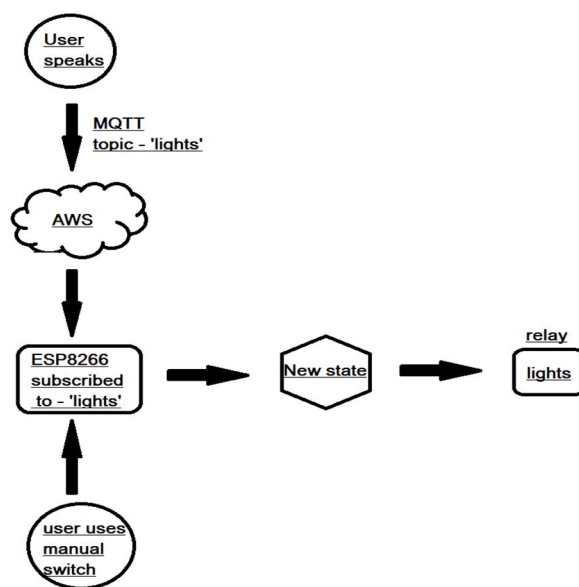 User
speaks
MQTT
topic - 'lights'
AWS
ESP8266
subscribed
to - 'lights'
New state
relay
lights
user uses
manual
switch